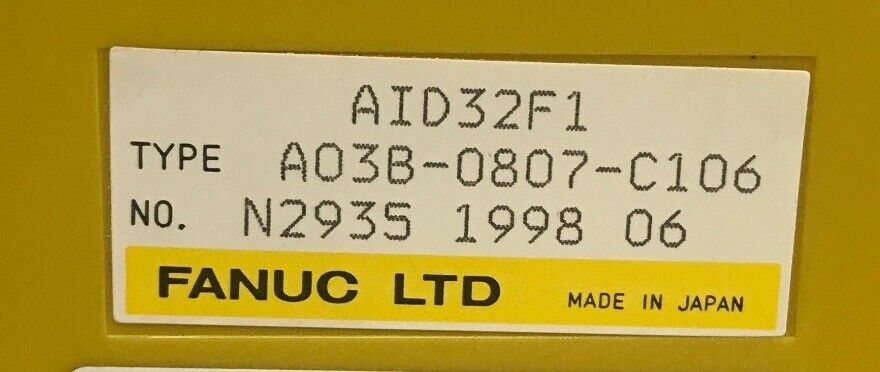 AID32F1
TYPE A03B-0807-C106
NO. N2935 1998 06
FANUC LTD MADE IN JAPAN